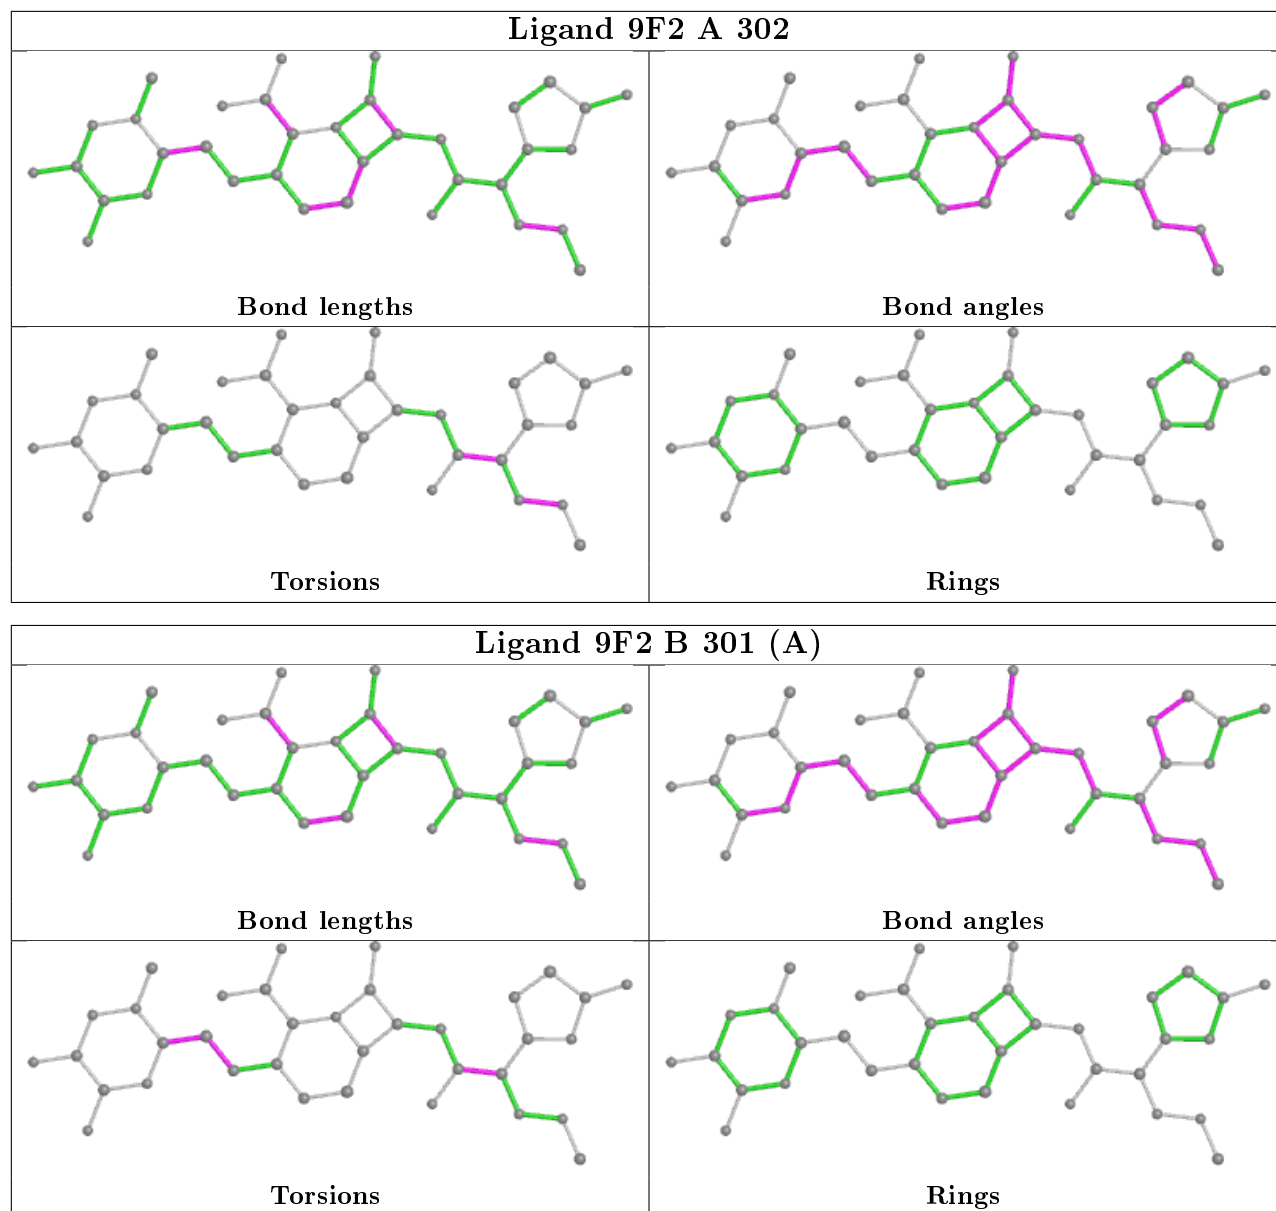 Ligand 9F2 A 302
Bond lengths
Bond angles
Torsions
Rings
Ligand 9F2 B 301 (A)
Bond lengths
Bond angles
Torsions
Rings